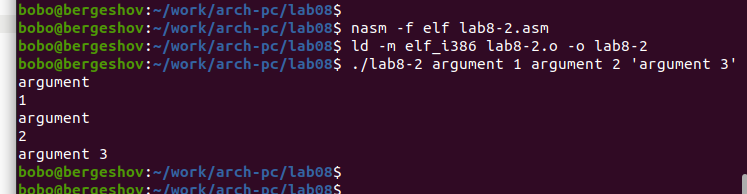 bobo@bergeshov:~/work/arch-pc/lab08$
bobo@bergeshov:~/work/arch-pc/lab08$ nasm -f elf lab8-2.asm
bobo@bergeshov:~/work/arch-pc/lab08$ ld -m elf_i386 lab8-2.o -o lab8-2
bobo@bergeshov:~/work/arch-pc/lab08$ ./lab8-2 argument 1 argument 2 'argument 3'
argument
1
argument
2
argument 3
bobo@bergeshov:~/work/arch-pc/lab08$
bobo@bergeshov:~/work/arch-pc/lab08$